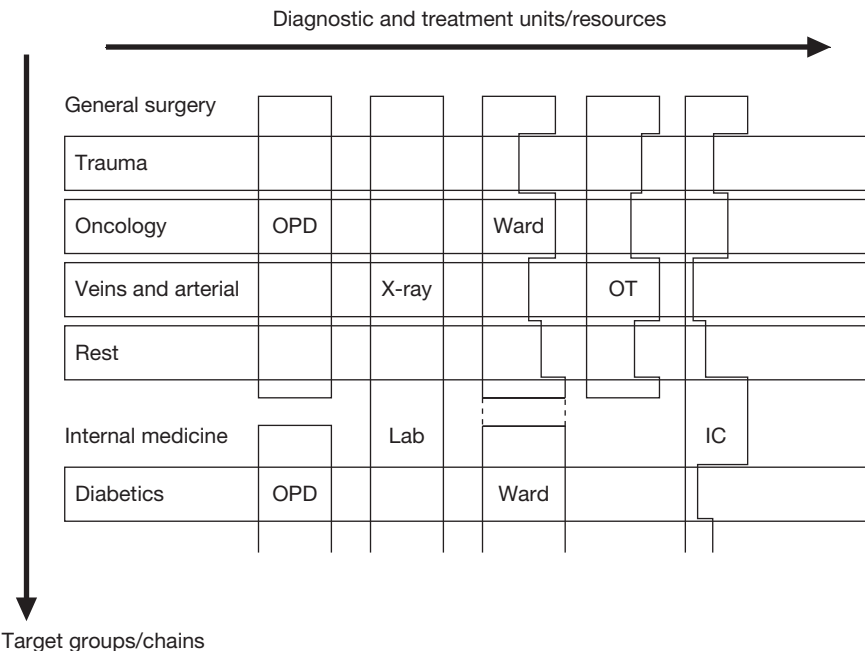 Diagnostic and treatment units/resources
General surgery
Trauma
Oncology OPD Ward
Veins and arterial X-ray OT
Rest
Internal medicine Lab IC
Diabetics OPD Ward
Target groups/chains